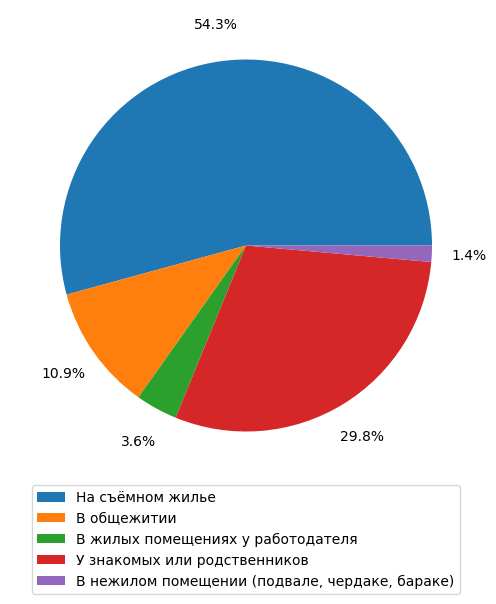 54.3%
1.4%
10.9%
29.8%
3.6%
На съёмном жилье
В общежитии
В жилых помещениях у работодателя
У знакомых или родственников
В нежилом помещении (подвале, чердаке, бараке)